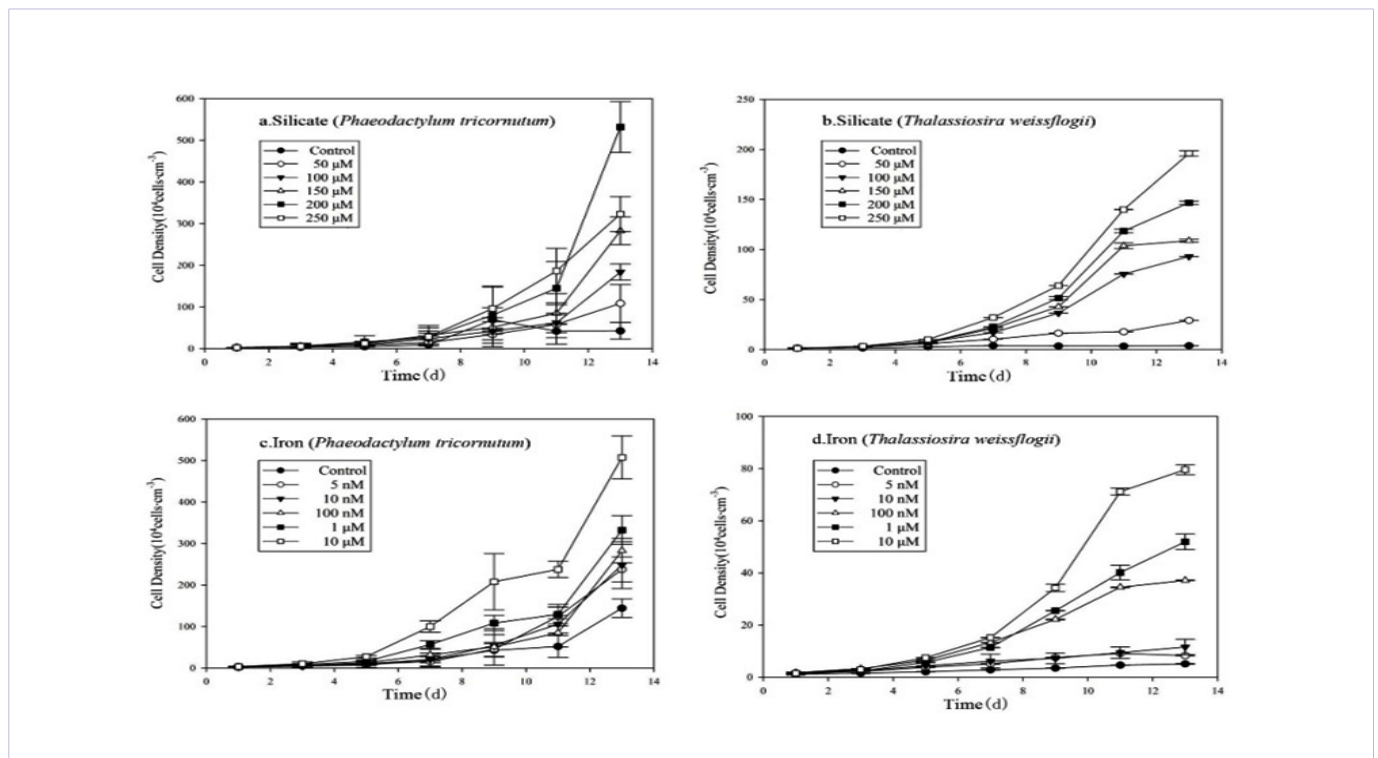 a.Silicate (Phaeodactylum tricornutum)
Control
50 μM
100 μM
150 μM
200 μM
250 μM
Cell Density(10⁴cells·cm⁻³)
600
500
400
300
200
100
0
0 2 4 6 8 10 12 14
Time(d)
b.Silicate (Thalassiosira weissflogii)
Control
50 μM
100 μM
150 μM
200 μM
250 μM
Cell Density(10⁴cells·cm⁻³)
250
200
150
100
50
0
0 2 4 6 8 10 12 14
Time(d)
c.Iron (Phaeodactylum tricornutum)
Control
5 nM
10 nM
100 nM
1 μM
10 μM
Cell Density(10⁴cells·cm⁻³)
600
500
400
300
200
100
0
0 2 4 6 8 10 12 14
Time(d)
d.Iron (Thalassiosira weissflogii)
Control
5 nM
10 nM
100 nM
1 μM
10 μM
Cell Density(10⁴cells·cm⁻³)
100
80
60
40
20
0
0 2 4 6 8 10 12 14
Time(d)